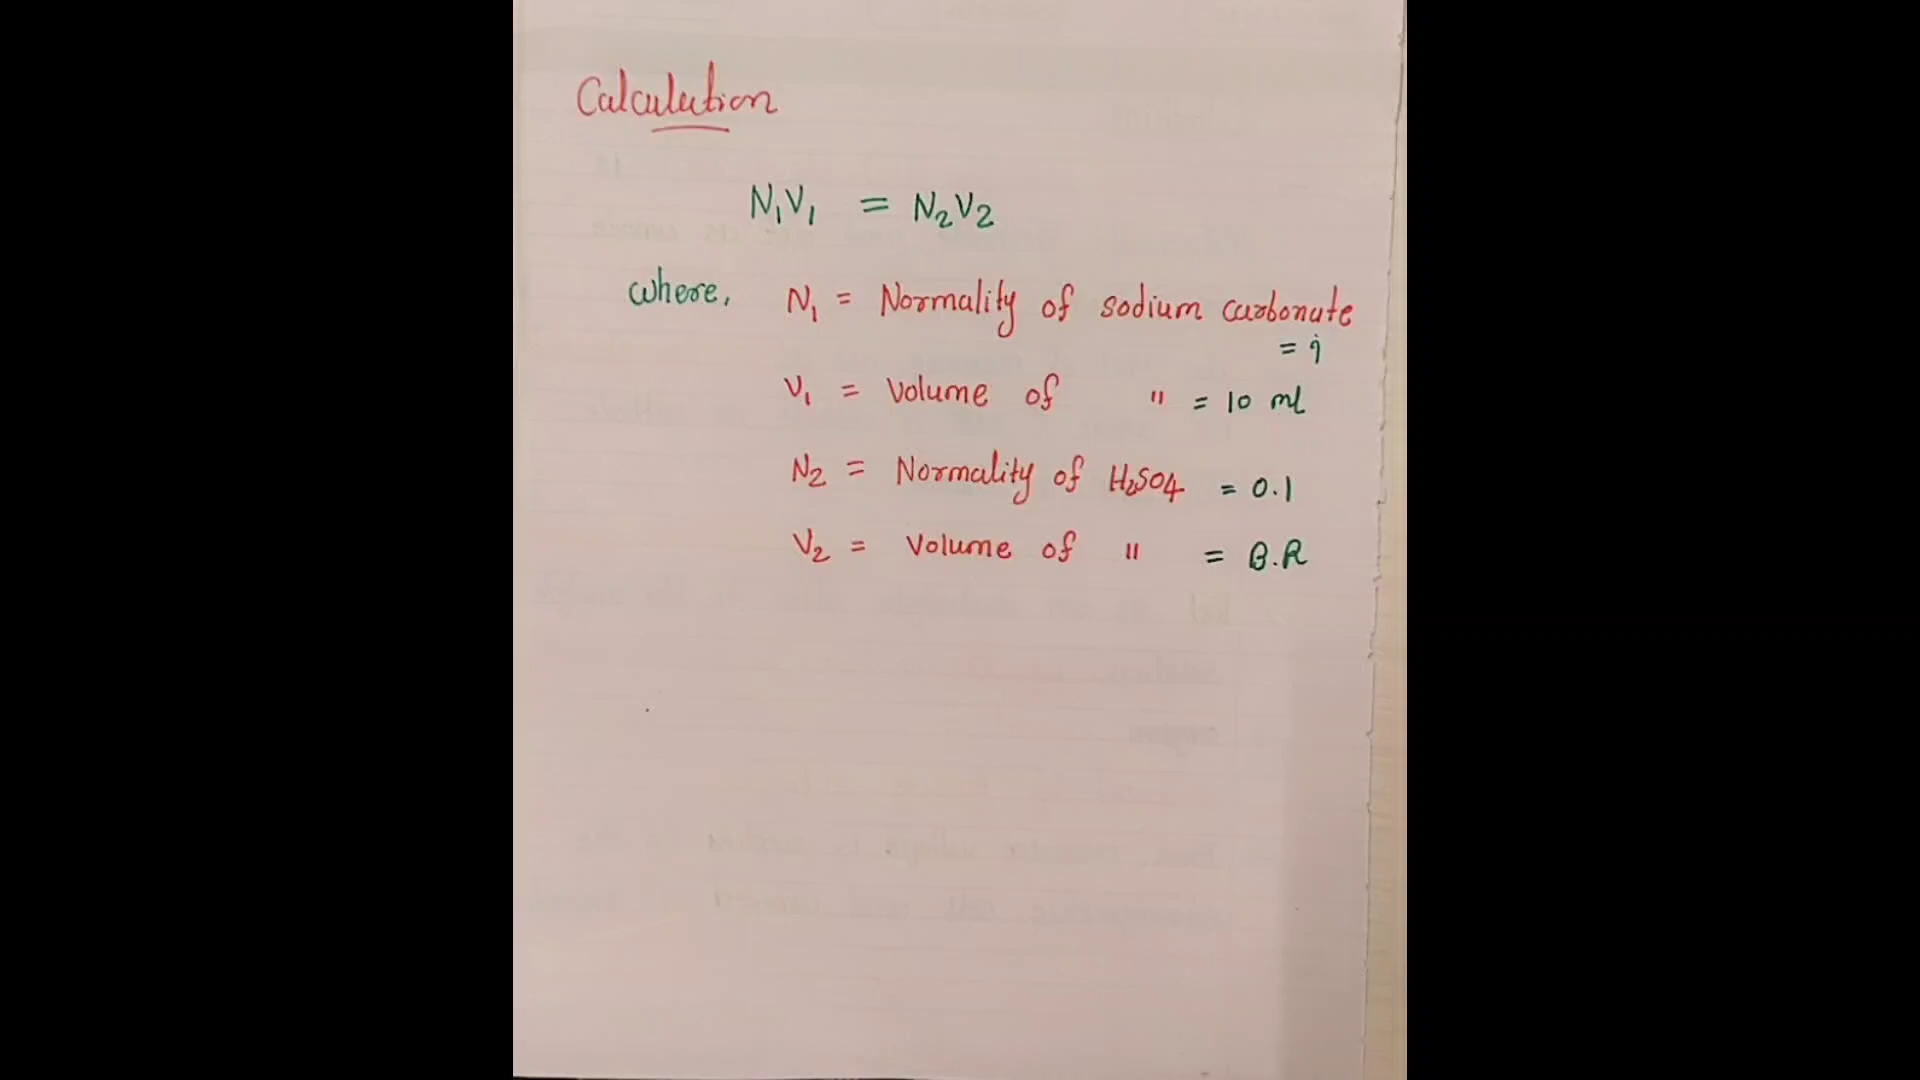 Calculation
N₁V₁ = N₂V₂
where, N₁ = Normality of sodium carbonate
= ?
V₁ = Volume of " = 10 ml
N₂ = Normality of H₂SO₄ = 0.1
V₂ = Volume of " = B.R